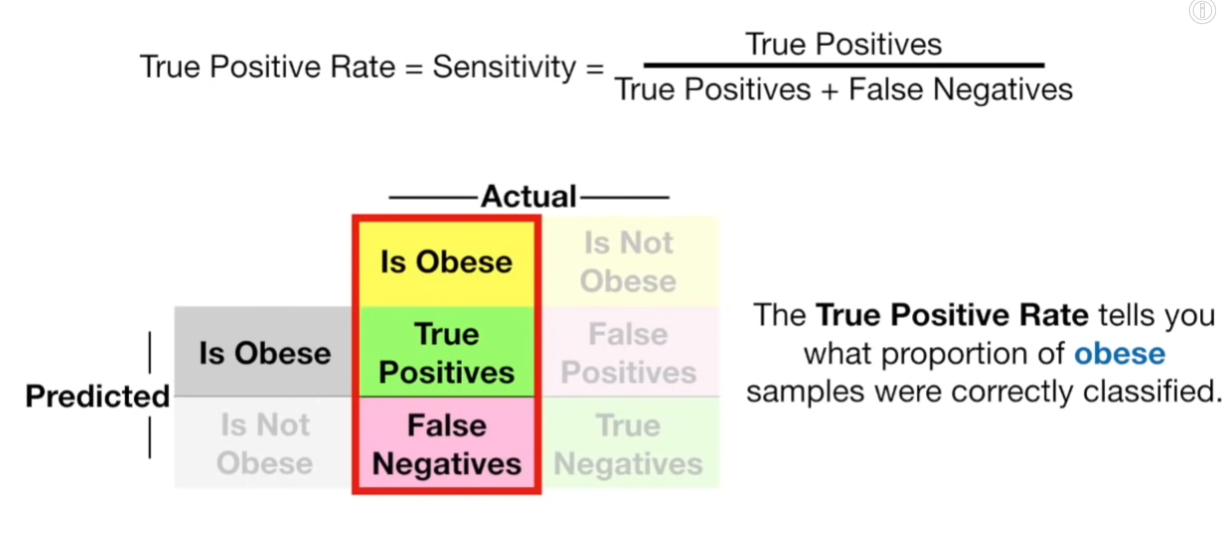 True Positives
True Positive Rate = Sensitivity =
True Positives + False Negatives
Actual
Is Obese
Is Not
Obese
The True Positive Rate tells you
what proportion of obese
samples were correctly classified.
Predicted
Is Obese
True
Positives
False
Positives
Is Not
Obese
False
Negatives
True
Negatives